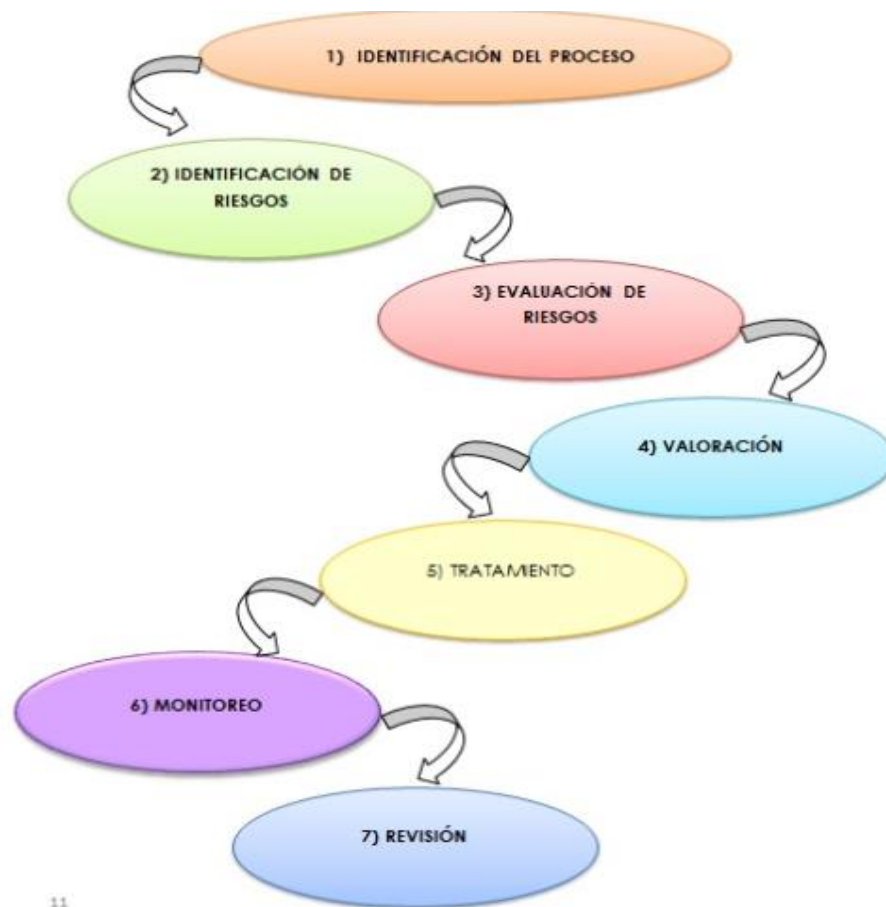 1) IDENTIFICACIÓN DEL PROCESO
2) IDENTIFICACIÓN DE
RIESGOS
3) EVALUACIÓN DE
RIESGOS
4) VALORACIÓN
5) TRATAMIENTO
6) MONITOREO
7) REVISIÓN
11